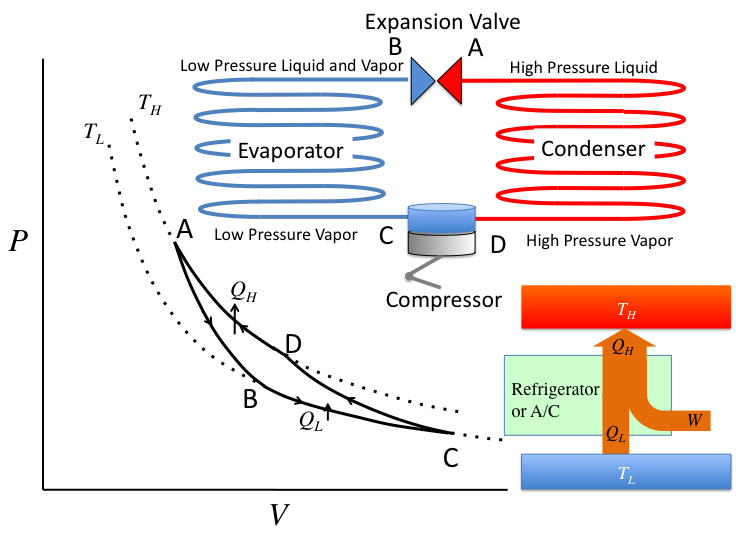 Expansion Valve
B
A
Low Pressure Liquid and Vapor
High Pressure Liquid
T_H
T_L
Evaporator
Condenser
A
P
Low Pressure Vapor
C
D
High Pressure Vapor
Compressor
Q_H
T_H
D
Q_H
Refrigerator
or A/C
B
Q_L
W
Q_L
C
T_L
V